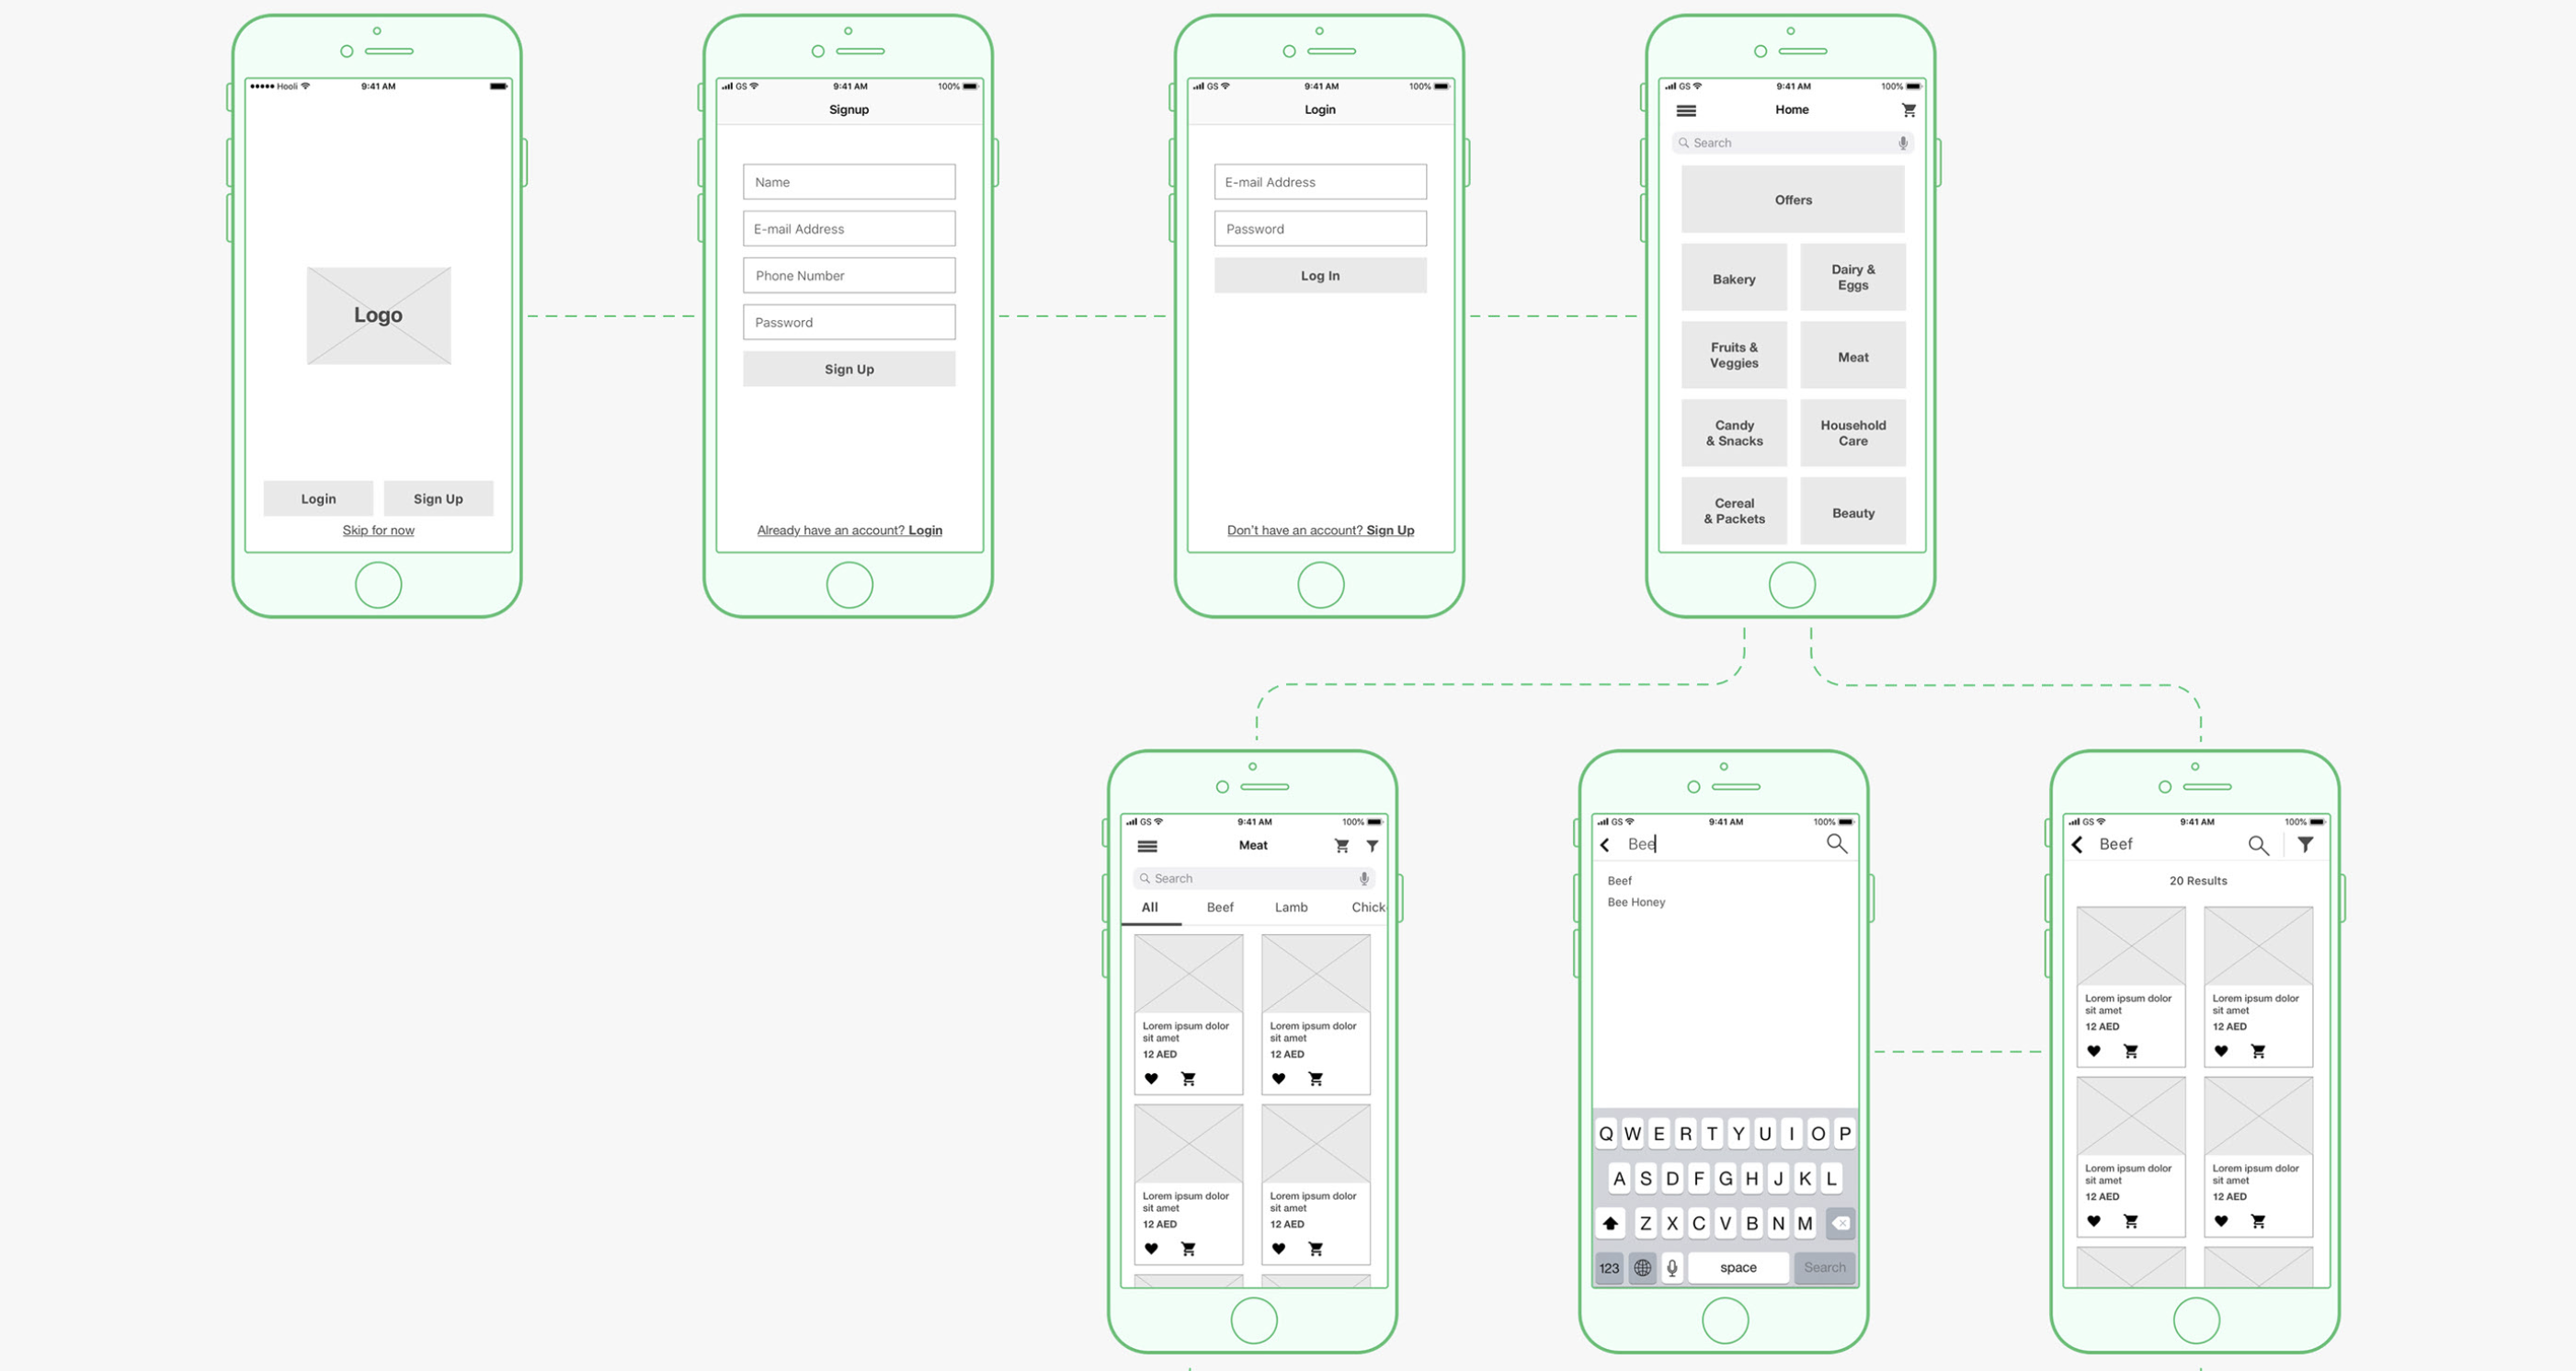 Hooli 9:41 AM
Logo
Login Sign Up
Skip for now
GS 9:41 AM 100%
Signup
Name
E-mail Address
Phone Number
Password
Sign Up
Already have an account? Login
GS 9:41 AM 100%
Login
E-mail Address
Password
Log In
Don't have an account? Sign Up
GS 9:41 AM 100%
Home
Search
Offers
Bakery
Dairy &
Eggs
Fruits &
Veggies
Meat
Candy
& Snacks
Household
Care
Cereal
& Packets
Beauty
GS 9:41 AM 100%
Meat
Search
All Beef Lamb Chick
Lorem ipsum dolor
sit amet
12 AED
Lorem ipsum dolor
sit amet
12 AED
Lorem ipsum dolor
sit amet
12 AED
Lorem ipsum dolor
sit amet
12 AED
GS 9:41 AM 100%
Bee
Beef
Bee Honey
Q W E R T Y U I O P
A S D F G H J K L
Z X C V B N M
123 space Search
GS 9:41 AM 100%
Beef
20 Results
Lorem ipsum dolor
sit amet
12 AED
Lorem ipsum dolor
sit amet
12 AED
Lorem ipsum dolor
sit amet
12 AED
Lorem ipsum dolor
sit amet
12 AED